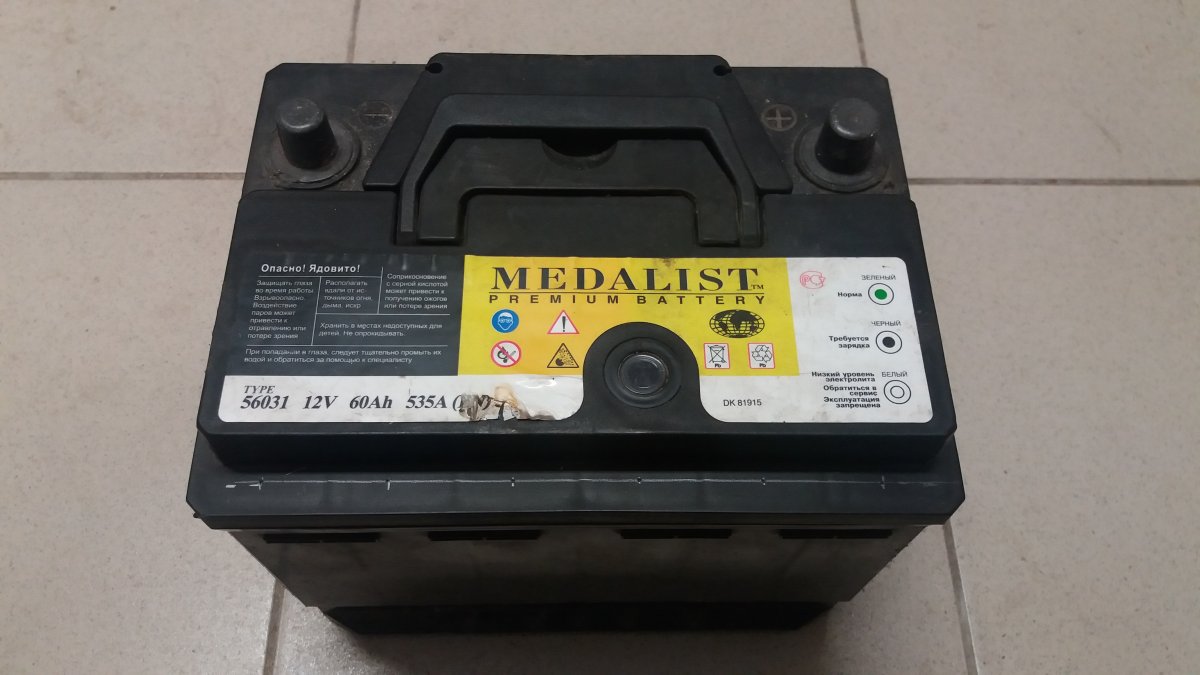 Опасно! Ядовито!
Защищать глаза
во время работы
Взрывоопасно.
Воздействие
паров может
привести к
отравлению или
потере зрения
Располагать
вдали от ис-
точников огня,
дыма, искр
Соприкосновение
с серной кислотой
может привести к
получению ожогов
или потере зрения
Хранить в местах недоступных для
детей. Не опрокидывать.
При попадании в глаза, следует тщательно промыть их
водой и обратиться за помощью к специалисту
MEDALIST TM
PREMIUM BATTERY
Pb
Pb
TYPE
56031 12V 60Ah 535A
DK 81915
ЗЕЛЕНЫЙ
Норма
ЧЕРНЫЙ
Требуется
зарядка
БЕЛЫЙ
Низкий уровень
электролита
Обратиться в
сервис
Эксплуатация
запрещена